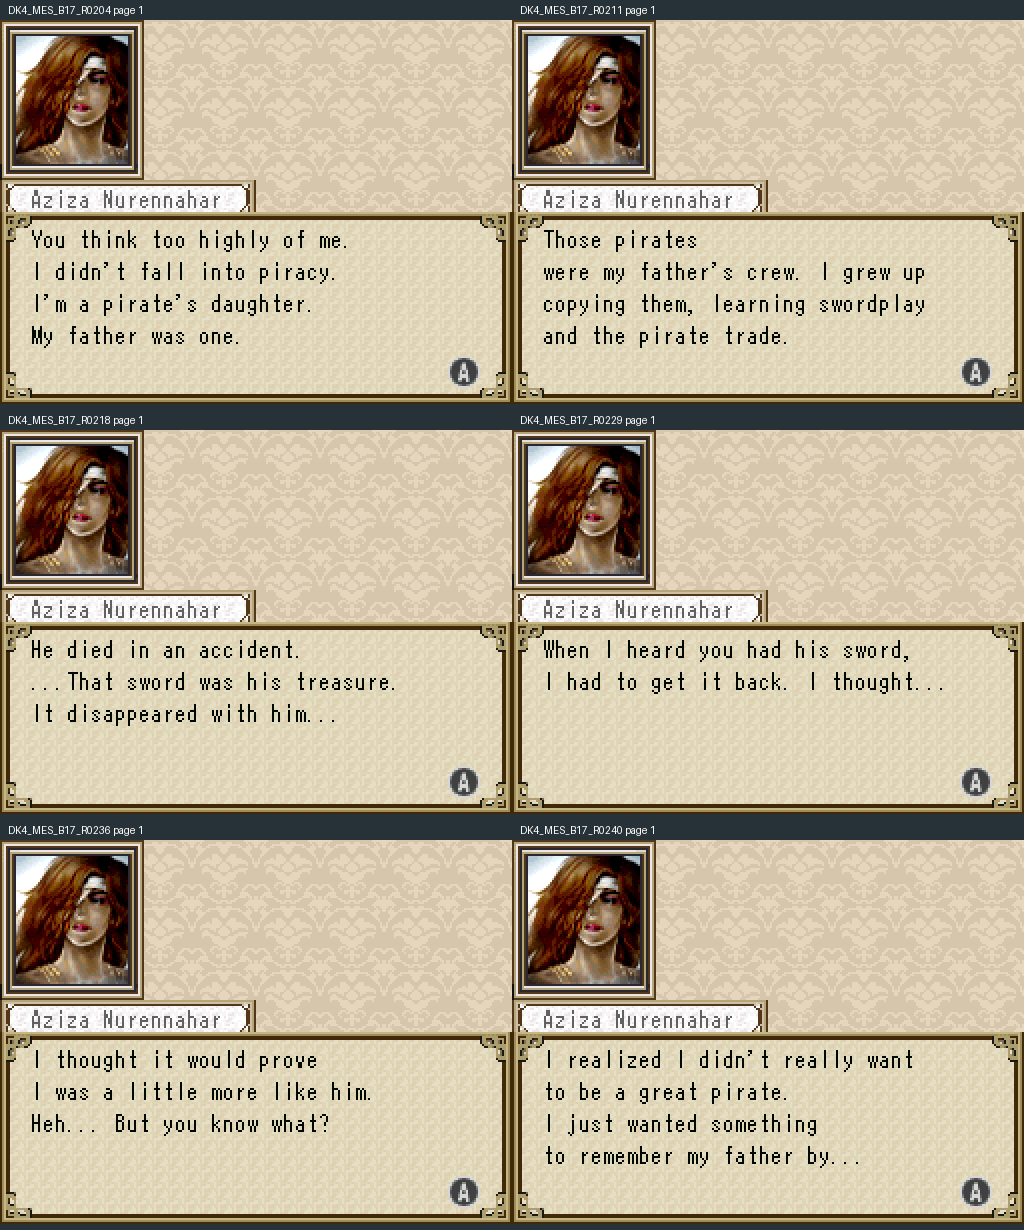 DK4_MES_B17_R0204 page 1
Aziza Nurennahar
You think too highly of me.
I didn't fall into piracy.
I'm a pirate's daughter.
My father was one.
A
DK4_MES_B17_R0211 page 1
Aziza Nurennahar
Those pirates
were my father's crew. I grew up
copying them, learning swordplay
and the pirate trade.
A
DK4_MES_B17_R0218 page 1
Aziza Nurennahar
He died in an accident.
...That sword was his treasure.
It disappeared with him...
A
DK4_MES_B17_R0229 page 1
Aziza Nurennahar
When I heard you had his sword,
I had to get it back. I thought...
A
DK4_MES_B17_R0236 page 1
Aziza Nurennahar
I thought it would prove
I was a little more like him.
Heh... But you know what?
A
DK4_MES_B17_R0240 page 1
Aziza Nurennahar
I realized I didn't really want
to be a great pirate.
I just wanted something
to remember my father by...
A